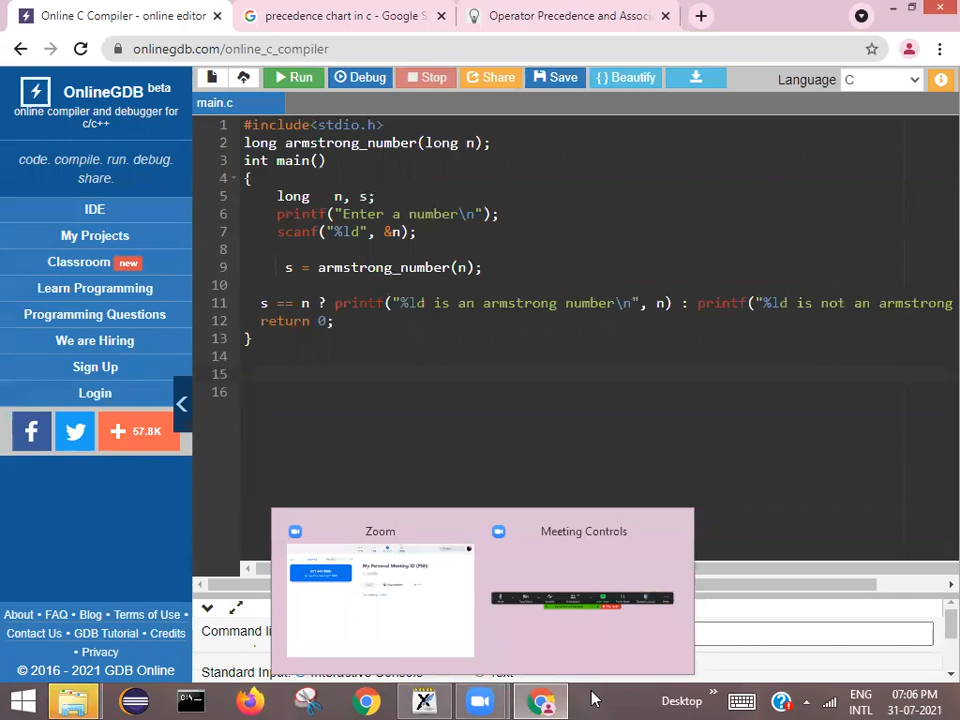 Online C Compiler - online editor
precedence chart in c - Google S
Operator Precedence and Assoc
onlinegdb.com/online_c_compiler
OnlineGDB beta
online compiler and debugger for
c/c++
code. compile. run. debug.
share.
IDE
My Projects
Classroom new
Learn Programming
Programming Questions
We are Hiring
Sign Up
Login
57.8K
About • FAQ • Blog • Terms of Use •
Contact Us • GDB Tutorial • Credits
• Privacy
© 2016 - 2021 GDB Online
Run
Debug
Stop
Share
Save
{ } Beautify
Language C
main.c
1 #include<stdio.h>
2 long armstrong_number(long n);
3 int main()
4 {
5 long n, s;
6 printf("Enter a number\n");
7 scanf("%ld", &n);
8
9 s = armstrong_number(n);
10
11 s == n ? printf("%ld is an armstrong number\n", n) : printf("%ld is not an armstrong
12 return 0;
13 }
14
15
16
Zoom
Meeting Controls
My Personal Meeting ID (PMI)
Command li
Standard Input:
Desktop
ENG
INTL
07:06 PM
31-07-2021